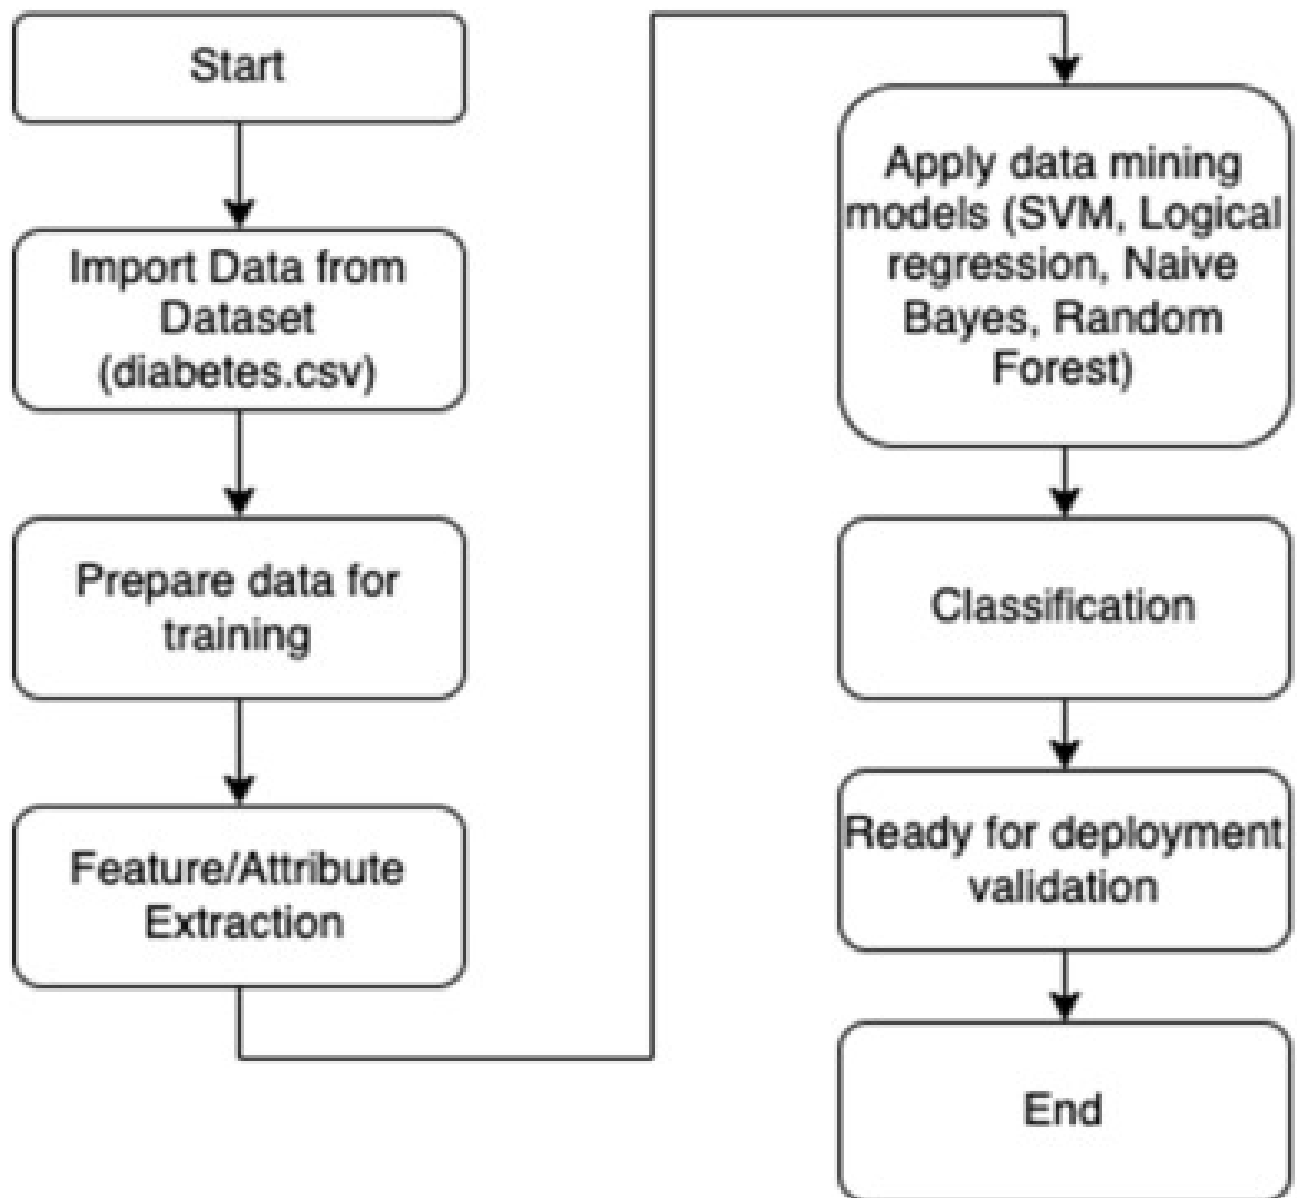 Start
Import Data from
Dataset
(diabetes.csv)
Prepare data for
training
Feature/Attribute
Extraction
Apply data mining
models (SVM, Logical
regression, Naive
Bayes, Random
Forest)
Classification
Ready for deployment
validation
End